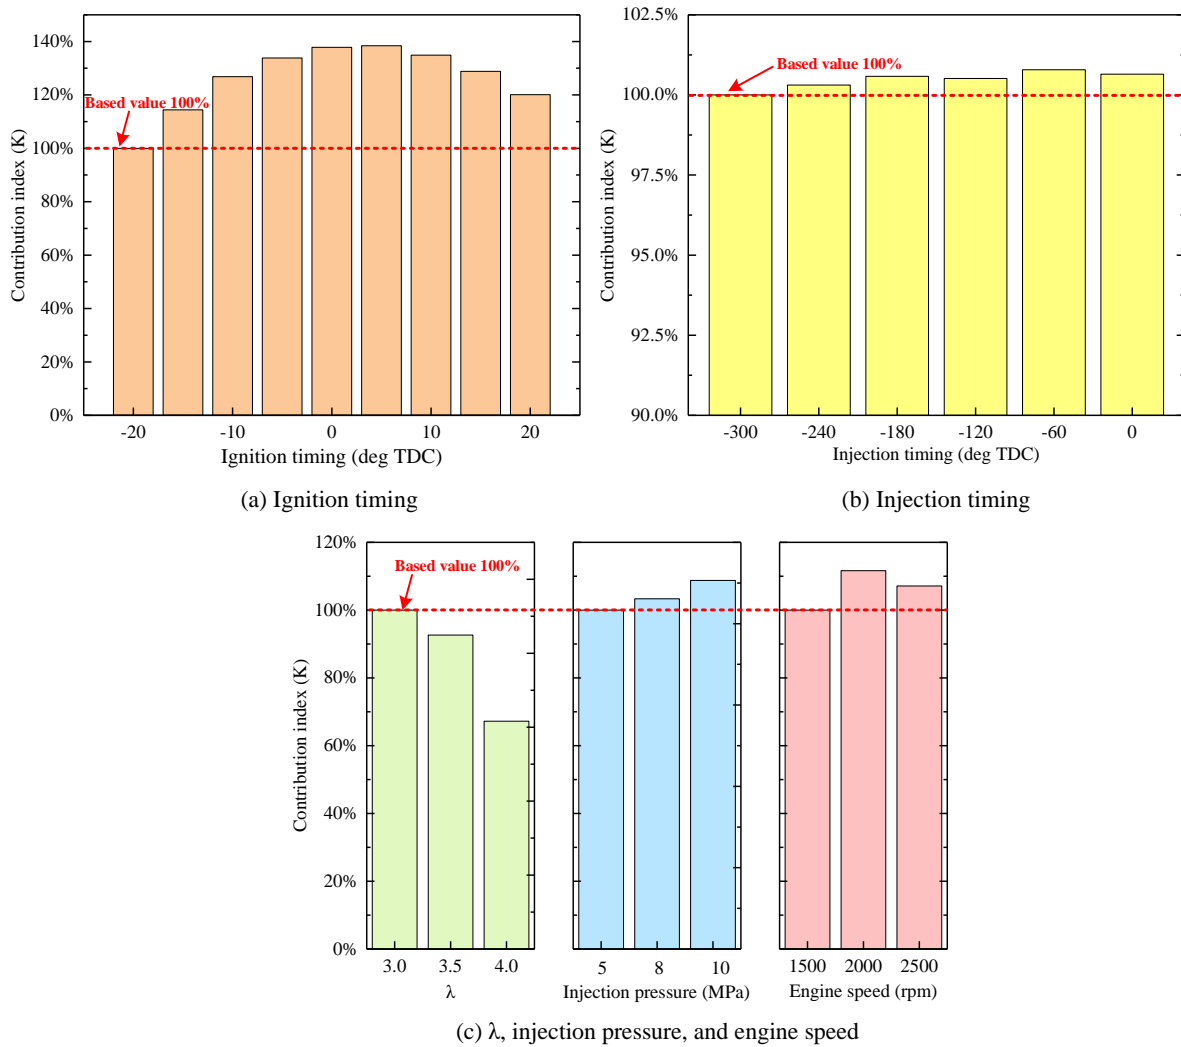 140%
120%
100%
80%
60%
40%
20%
0%
Contribution index (K)
Based value 100%
-20 -10 0 10 20
Ignition timing (deg TDC)
(a) Ignition timing
102.5%
100.0%
97.5%
95.0%
92.5%
90.0%
Contribution index (K)
Based value 100%
-300 -240 -180 -120 -60 0
Injection timing (deg TDC)
(b) Injection timing
120%
100%
80%
60%
40%
20%
0%
Contribution index (K)
Based value 100%
3.0 3.5 4.0
λ
5 8 10
Injection pressure (MPa)
1500 2000 2500
Engine speed (rpm)
(c) λ, injection pressure, and engine speed